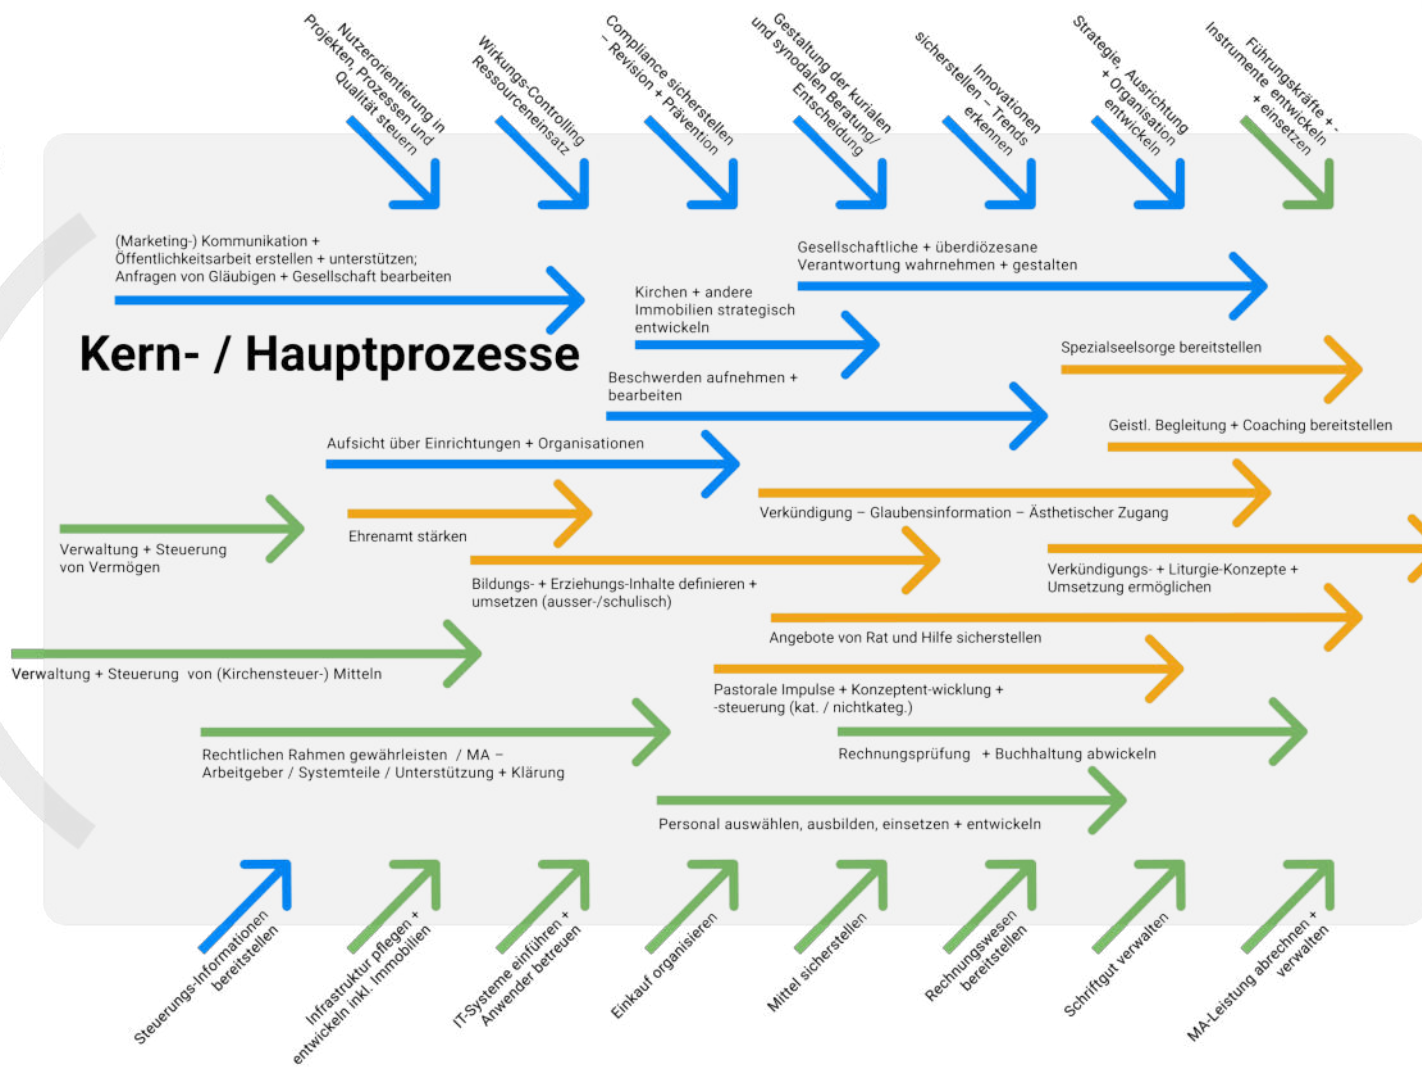 Nutzerorientierung in
Projekten, Prozessen und
Qualität steuern
Wirkungs-Controlling
Ressourceneinsatz
Compliance sicherstellen
– Revision + Prävention
Gestaltung der kurialen
und synodalen Beratung/
Entscheidung
Innovationen
sicherstellen – Trends
erkennen
Strategie, Ausrichtung
+ Organisation
entwickeln
Führungskräfte + -
Instrumente entwickeln
+ einsetzen
(Marketing-) Kommunikation +
Öffentlichkeitsarbeit erstellen + unterstützen;
Anfragen von Gläubigen + Gesellschaft bearbeiten
Gesellschaftliche + überdiözesane
Verantwortung wahrnehmen + gestalten
Kirchen + andere
Immobilien strategisch
entwickeln
Kern- / Hauptprozesse
Spezialseelsorge bereitstellen
Beschwerden aufnehmen +
bearbeiten
Geistl. Begleitung + Coaching bereitstellen
Aufsicht über Einrichtungen + Organisationen
Verkündigung – Glaubensinformation – Ästhetischer Zugang
Ehrenamt stärken
Verwaltung + Steuerung
von Vermögen
Bildungs- + Erziehungs-Inhalte definieren +
umsetzen (ausser-/schulisch)
Verkündigungs- + Liturgie-Konzepte +
Umsetzung ermöglichen
Angebote von Rat und Hilfe sicherstellen
Verwaltung + Steuerung von (Kirchensteuer-) Mitteln
Pastorale Impulse + Konzeptent-wicklung +
-steuerung (kat. / nichtkateg.)
Rechtlichen Rahmen gewährleisten / MA –
Arbeitgeber / Systemteile / Unterstützung + Klärung
Rechnungsprüfung + Buchhaltung abwickeln
Personal auswählen, ausbilden, einsetzen + entwickeln
Steuerungs-Informationen
bereitstellen
Infrastruktur pflegen +
entwickeln inkl. Immobilien
IT-Systeme einführen +
Anwender betreuen
Einkauf organisieren
Mittel sicherstellen
Rechnungswesen
bereitstellen
Schriftgut verwalten
MA-Leistung abrechnen +
verwalten